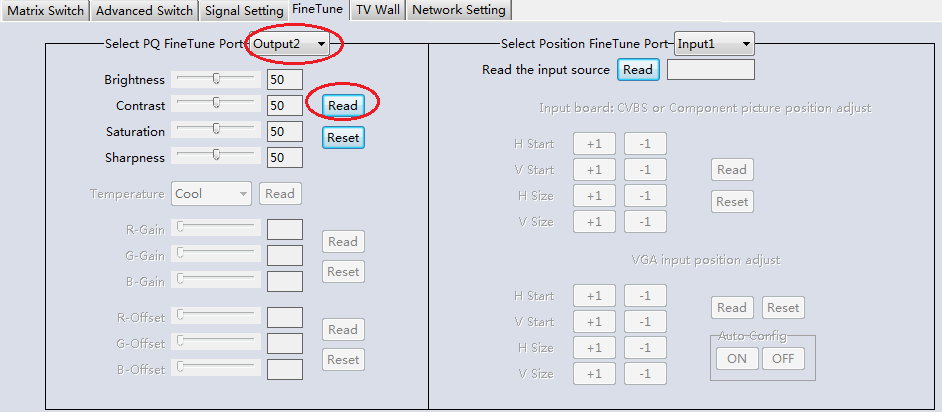 Matrix Switch Advanced Switch Signal Setting FineTune TV Wall Network Setting
Select PQ FineTune Port Output2
Brightness 50
Contrast 50 Read
Saturation 50 Reset
Sharpness 50
Temperature Cool Read
R-Gain
G-Gain
B-Gain
Read
Reset
R-Offset
G-Offset
B-Offset
Read
Reset
Select Position FineTune Port Input1
Read the input source Read
Input board: CVBS or Component picture position adjust
H Start +1 -1
V Start +1 -1
H Size +1 -1
V Size +1 -1
Read
Reset
VGA input position adjust
H Start +1 -1
V Start +1 -1
H Size +1 -1
V Size +1 -1
Read Reset
Auto Config
ON OFF